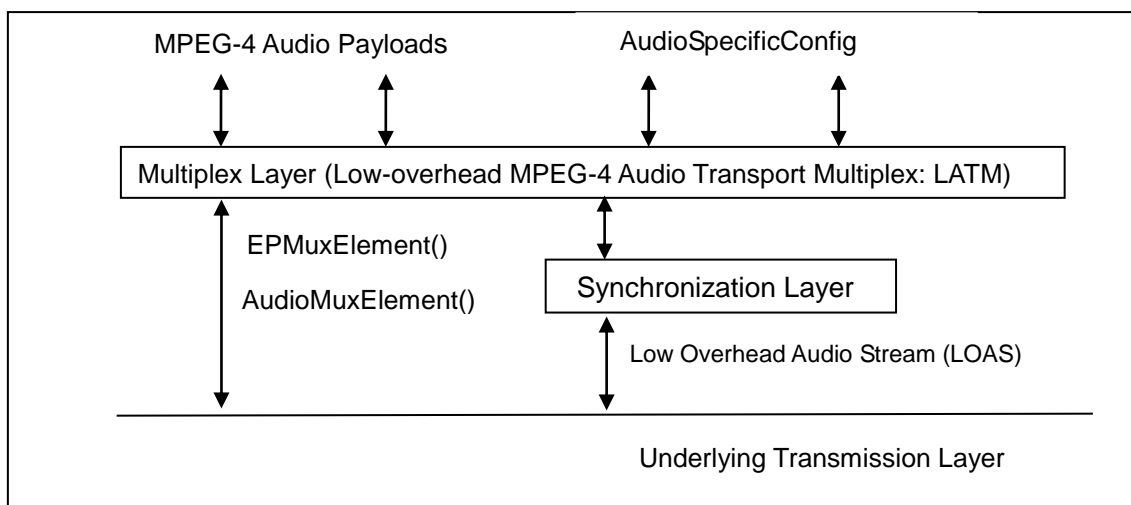 MPEG-4 Audio Payloads
AudioSpecificConfig
Multiplex Layer (Low-overhead MPEG-4 Audio Transport Multiplex: LATM)
EPMuxElement()
AudioMuxElement()
Synchronization Layer
Low Overhead Audio Stream (LOAS)
Underlying Transmission Layer